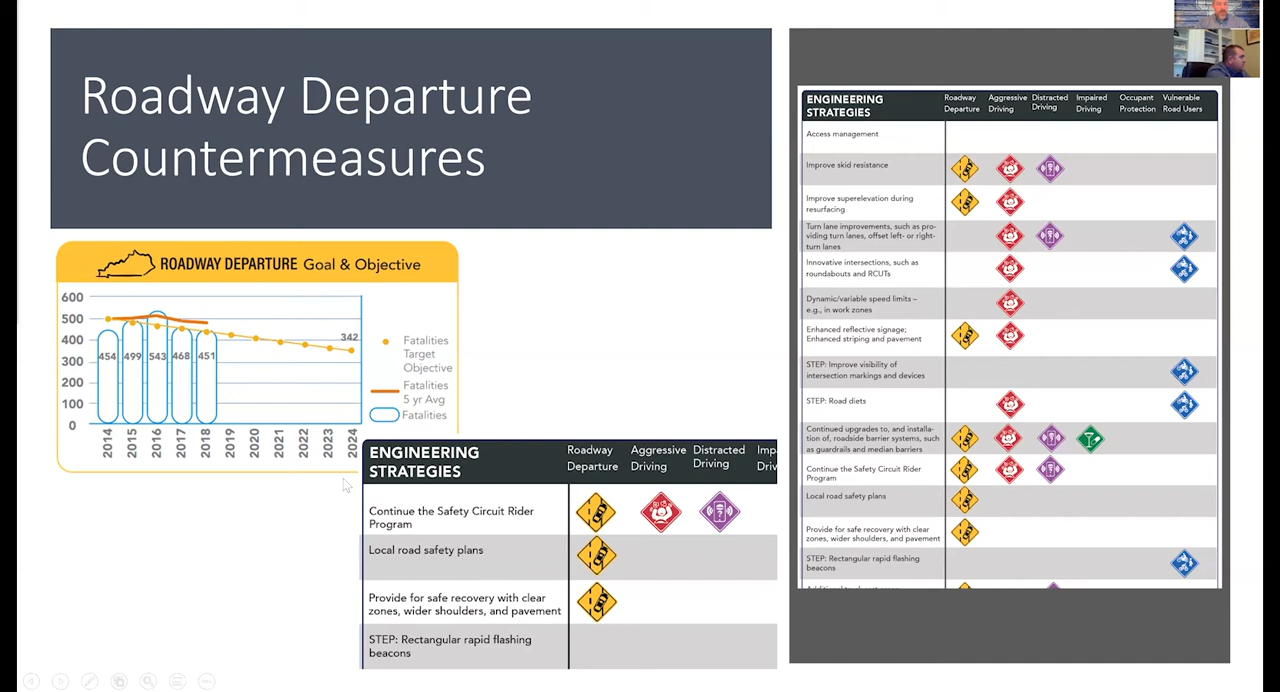 Roadway Departure
Countermeasures
ROADWAY DEPARTURE Goal & Objective
600
500
400
300
200
100
0
454
499
543
468
451
342
2014
2015
2016
2017
2018
2019
2020
2021
2022
2023
2024
Fatalities
Target
Objective
Fatalities
5 yr Avg
Fatalities
ENGINEERING
STRATEGIES
Roadway
Departure
Aggressive
Driving
Distracted
Driving
Imp
Driv
Continue the Safety Circuit Rider
Program
Local road safety plans
Provide for safe recovery with clear
zones, wider shoulders, and pavement
STEP: Rectangular rapid flashing
beacons
ENGINEERING
STRATEGIES
Roadway
Departure
Aggressive
Driving
Distracted
Driving
Impaired
Driving
Occupant
Protection
Vulnerable
Road Users
Access management
Improve skid resistance
Improve superelevation during
resurfacing
Turn lane improvements, such as pro-
viding turn lanes, offset left- or right-
turn lanes
Innovative intersections, such as
roundabouts and RCUTs
Dynamic/variable speed limits –
e.g., in work zones
Enhanced reflective signage;
Enhanced striping and pavement
STEP: Improve visibility of
intersection markings and devices
STEP: Road diets
Continued upgrades to, and installa-
tion of, roadside barrier systems, such
as guardrails and median barriers
Continue the Safety Circuit Rider
Program
Local road safety plans
Provide for safe recovery with clear
zones, wider shoulders, and pavement
STEP: Rectangular rapid flashing
beacons